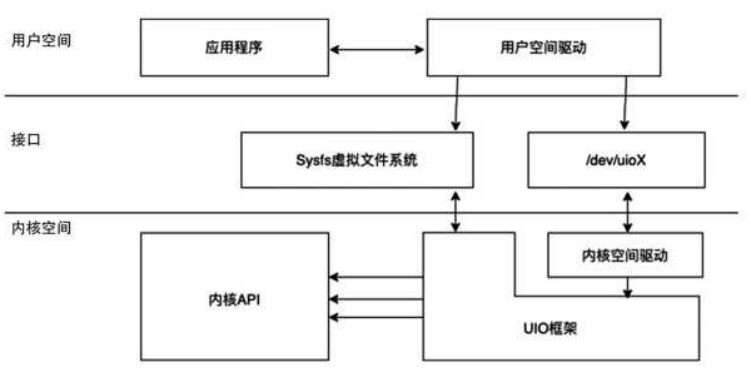 用户空间
应用程序
用户空间驱动
接口
Sysfs虚拟文件系统
/dev/uioX
内核空间
内核API
内核空间驱动
UIO框架